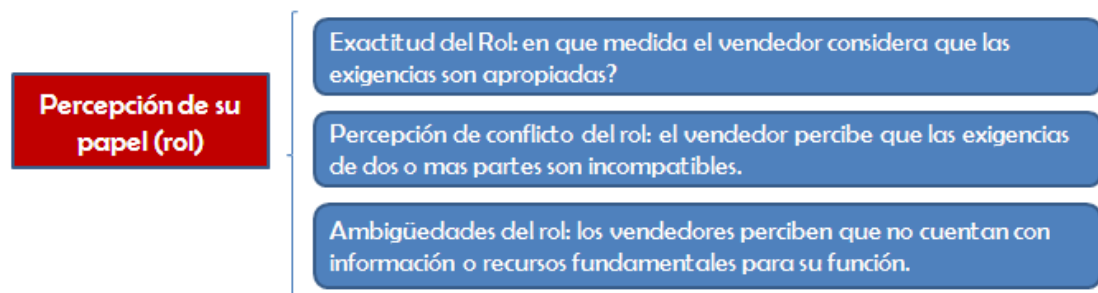 Percepción de su
papel (rol)
Exactitud del Rol: en que medida el vendedor considera que las
exigencias son apropiadas?
Percepción de conflicto del rol: el vendedor percibe que las exigencias
de dos o mas partes son incompatibles.
Ambigüedades del rol: los vendedores perciben que no cuentan con
información o recursos fundamentales para su función.